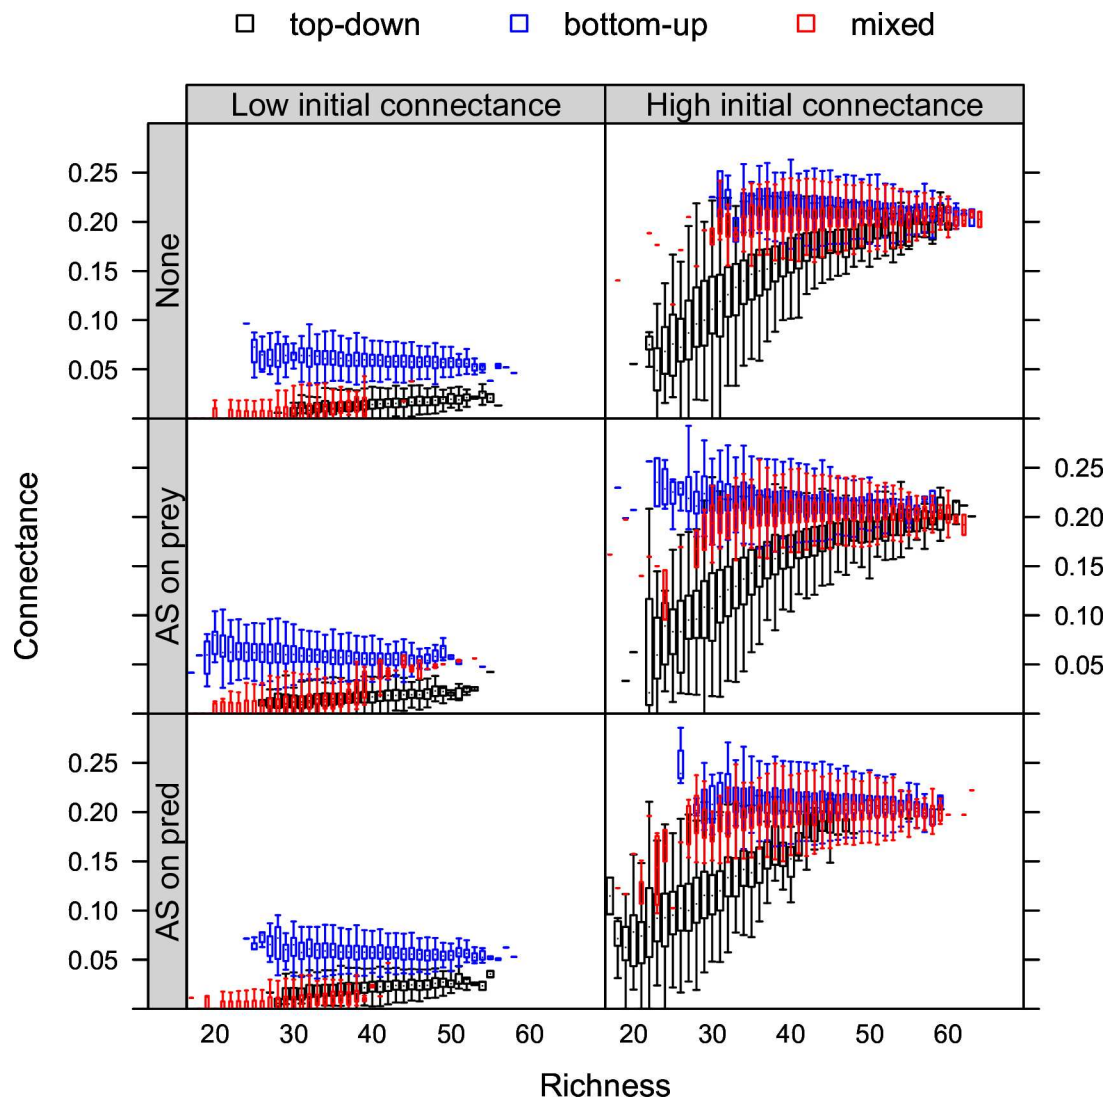 top-down bottom-up mixed
Low initial connectance High initial connectance
None
0.25
0.20
0.15
0.10
0.05
AS on prey
0.25
0.20
0.15
0.10
0.05
AS on pred
0.25
0.20
0.15
0.10
0.05
Connectance
20 30 40 50 60 20 30 40 50 60
Richness